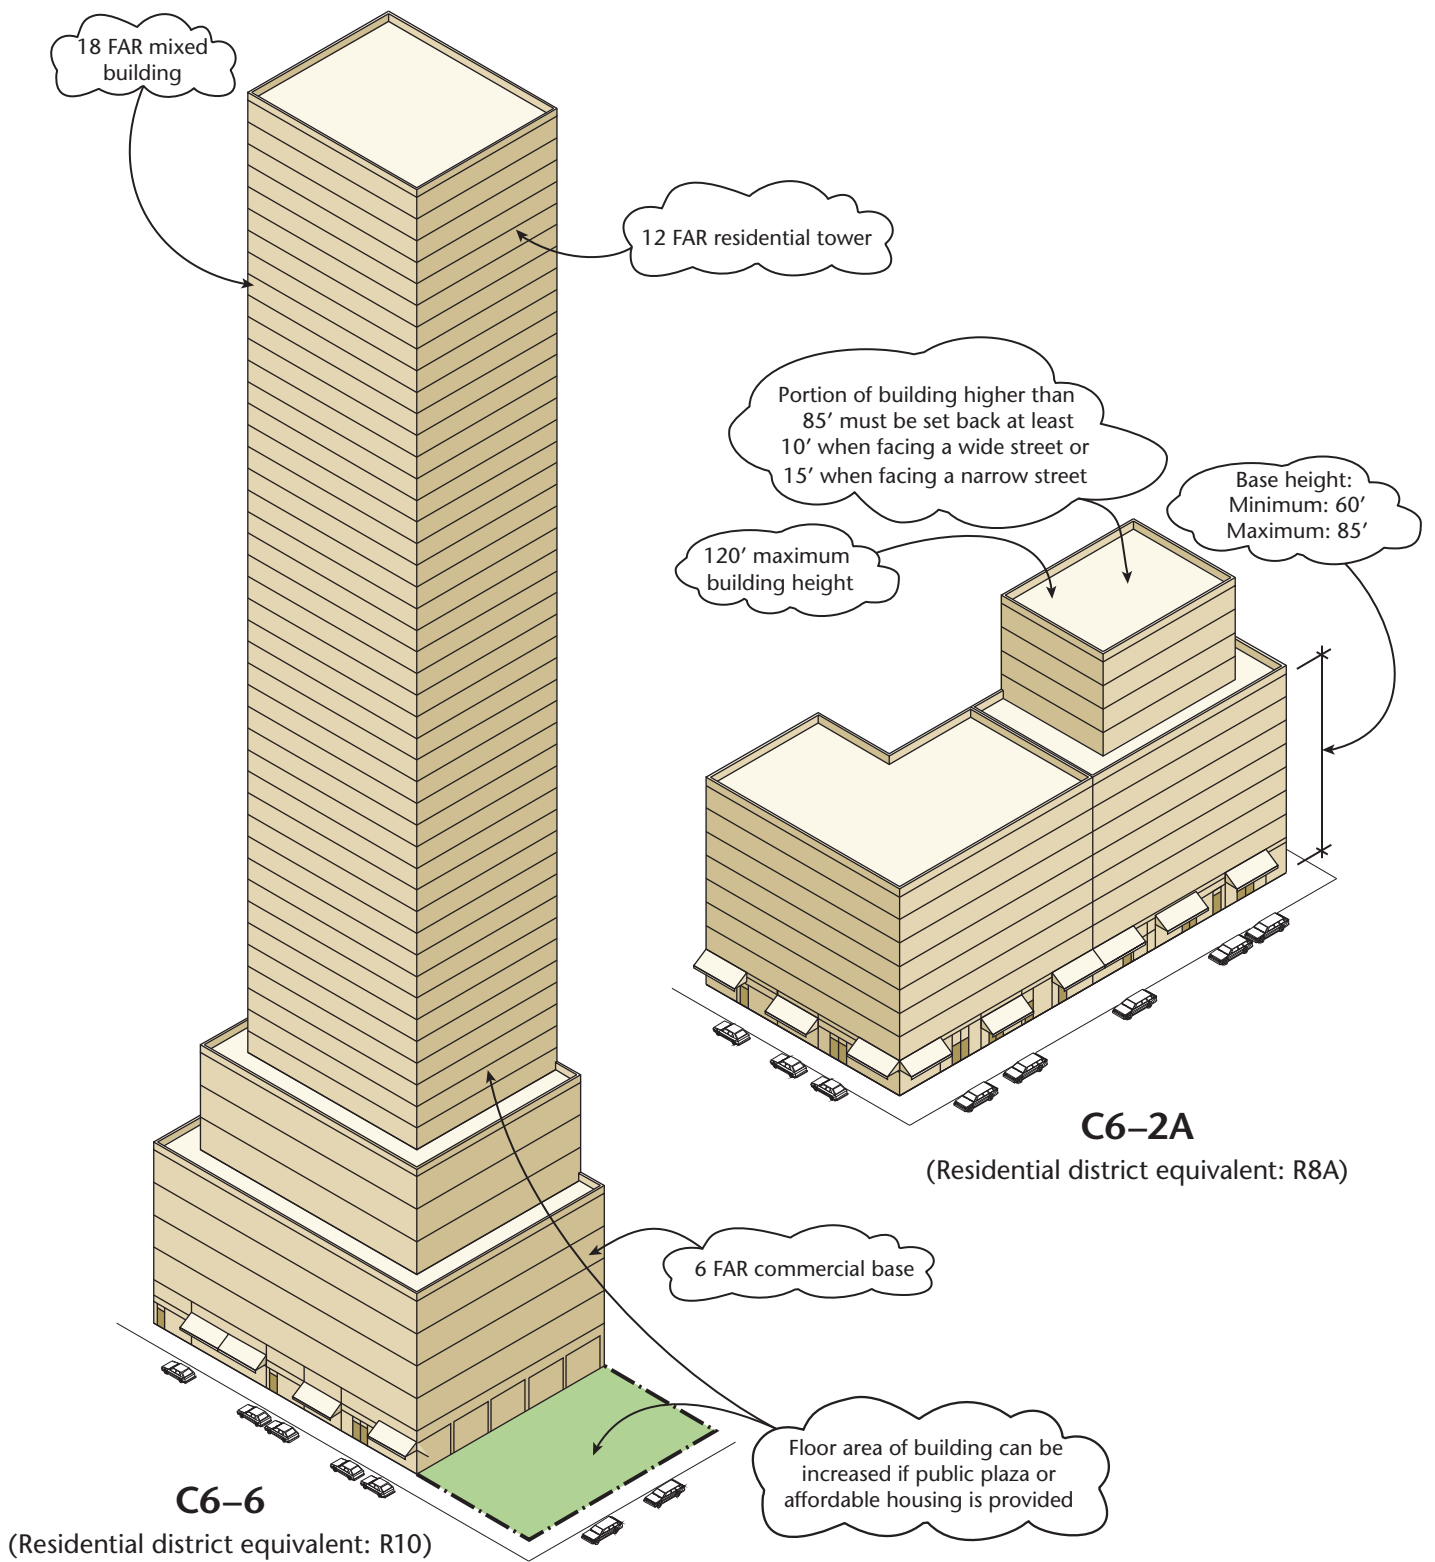 18 FAR mixed
building
12 FAR residential tower
Portion of building higher than
85′ must be set back at least
10′ when facing a wide street or
15′ when facing a narrow street
Base height:
Minimum: 60′
Maximum: 85′
120′ maximum
building height
C6–2A
(Residential district equivalent: R8A)
6 FAR commercial base
Floor area of building can be
increased if public plaza or
affordable housing is provided
C6–6
(Residential district equivalent: R10)